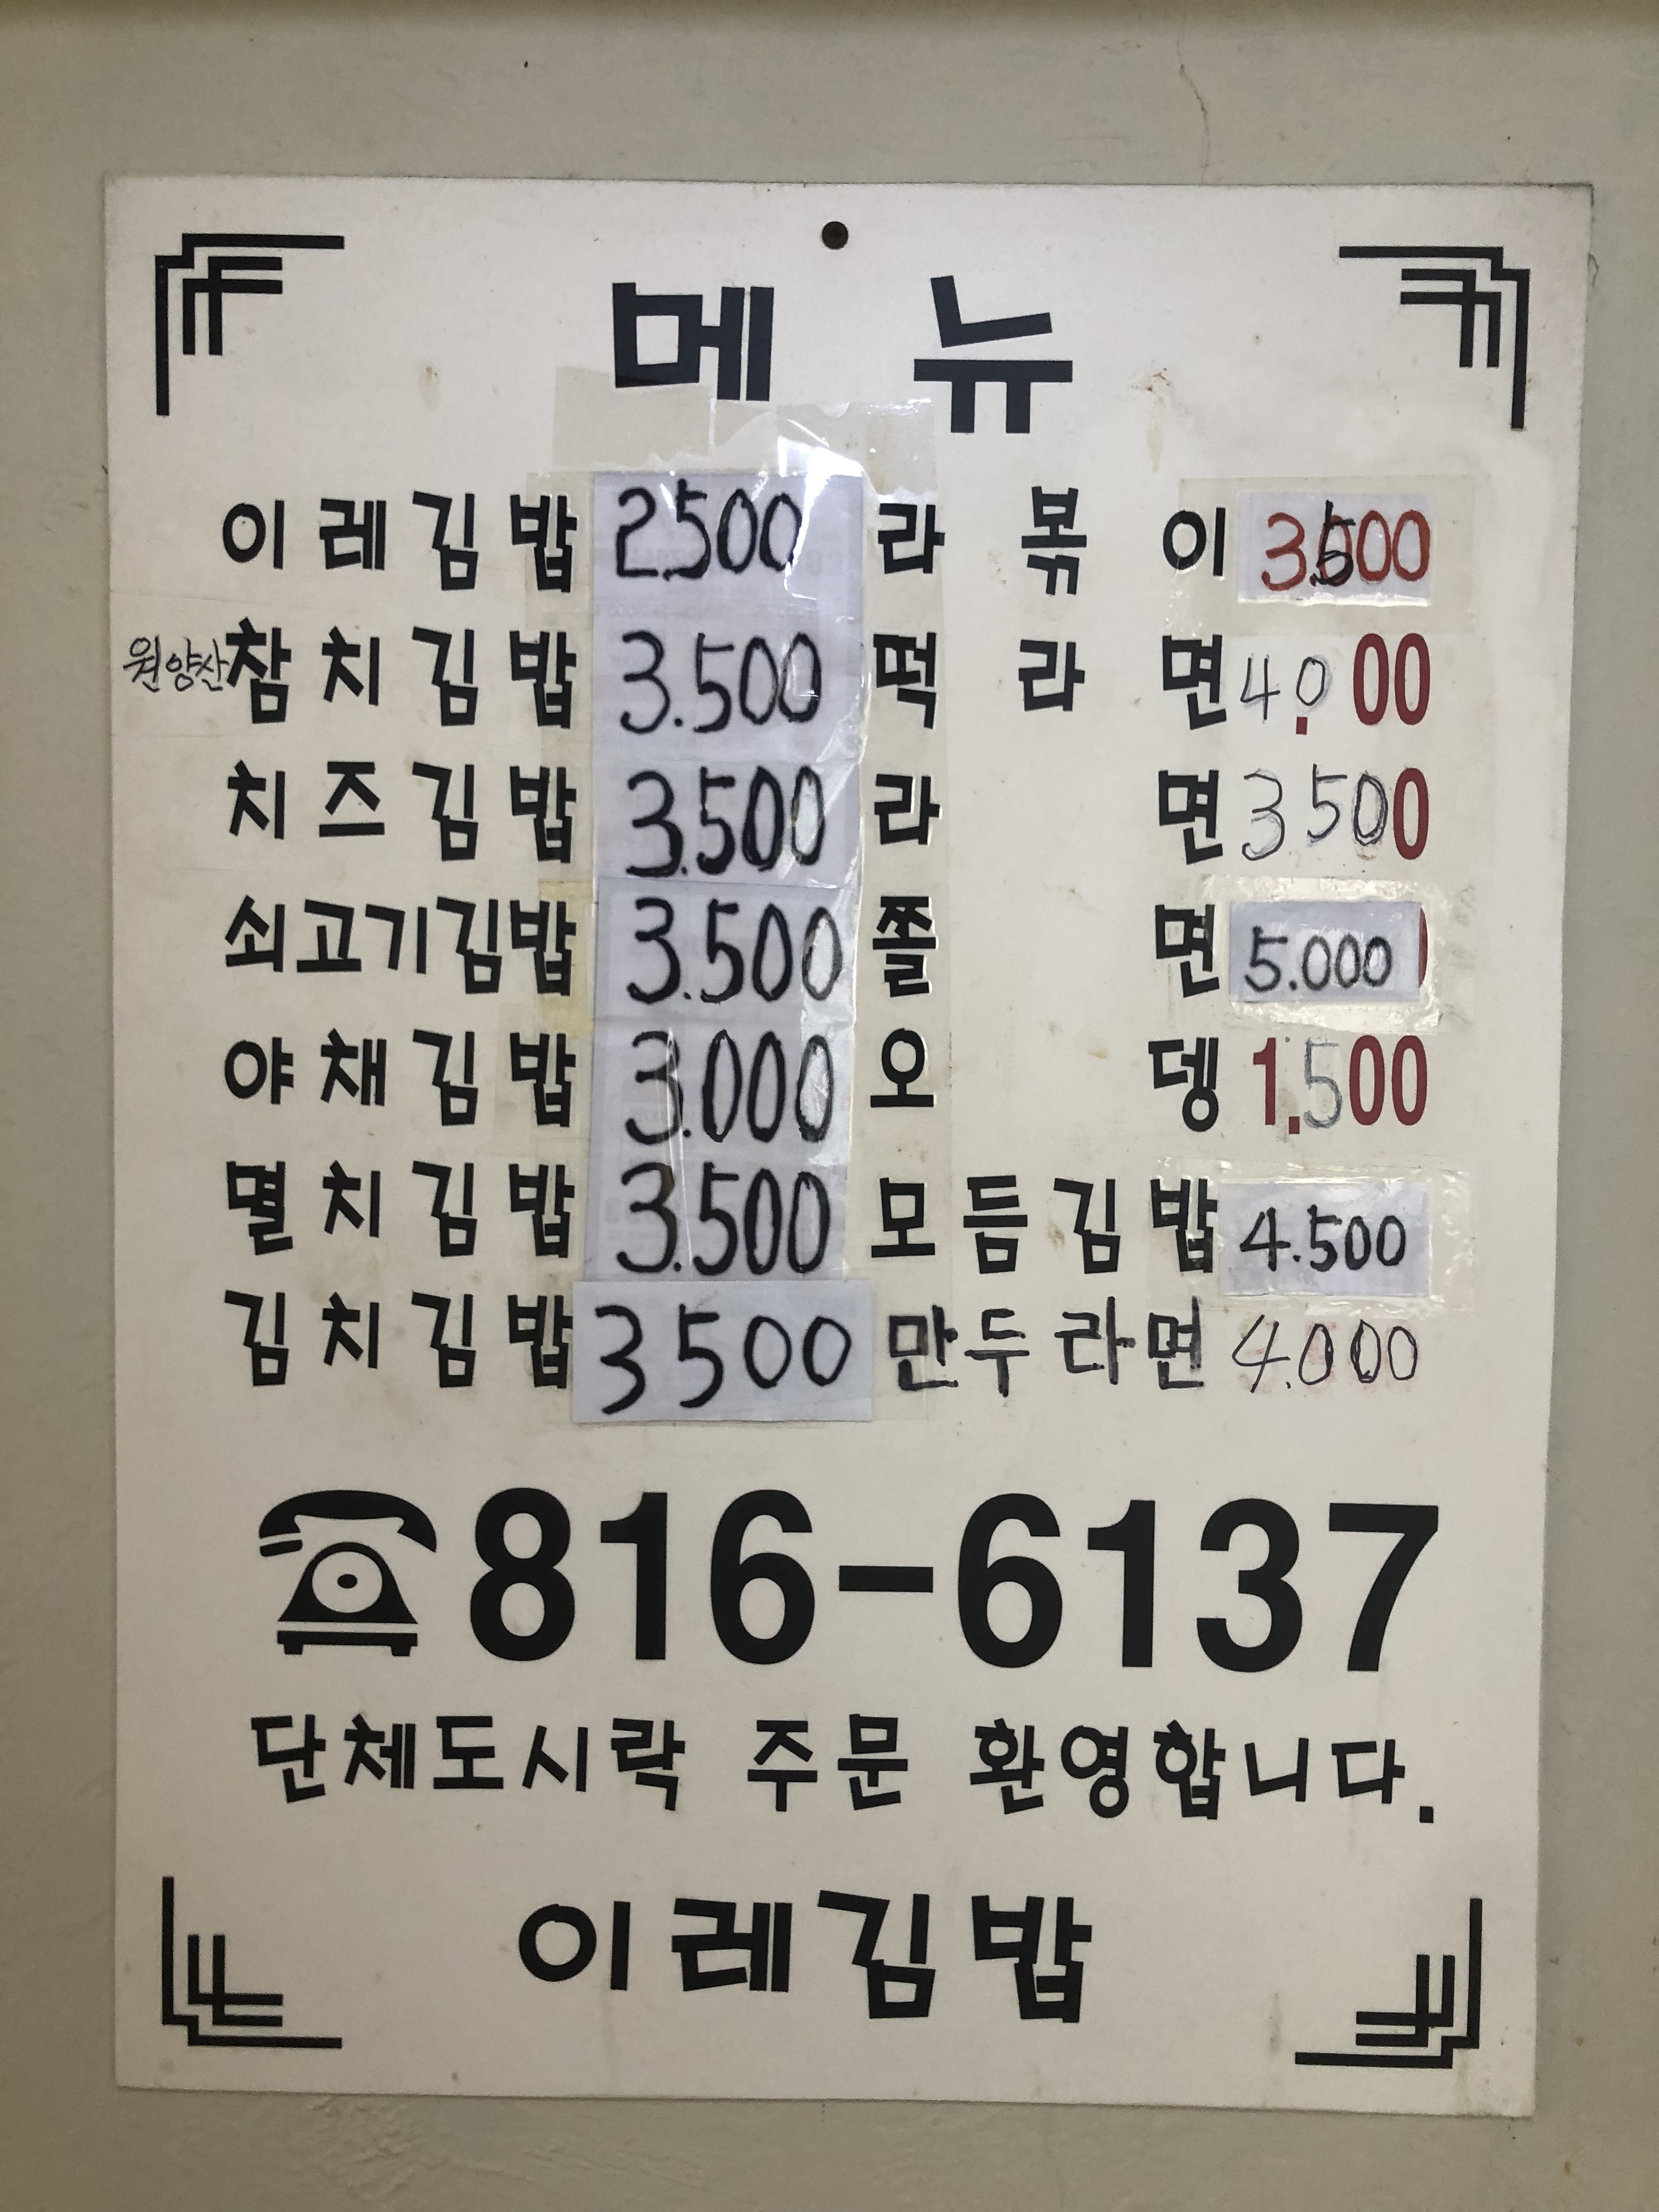 메뉴
이레김밥 2.500 라볶이 3.500
원양산 참치김밥 3.500 떡라면 40.00
치즈김밥 3.500 라면 3500
쇠고기김밥 3.500 쫄면 5.000
야채김밥 3.000 오뎅 1.500
멸치김밥 3.500 모듬김밥 4.500
김치김밥 3500 만두라면 4.000
☎816-6137
단체도시락 주문 환영합니다.
이레김밥